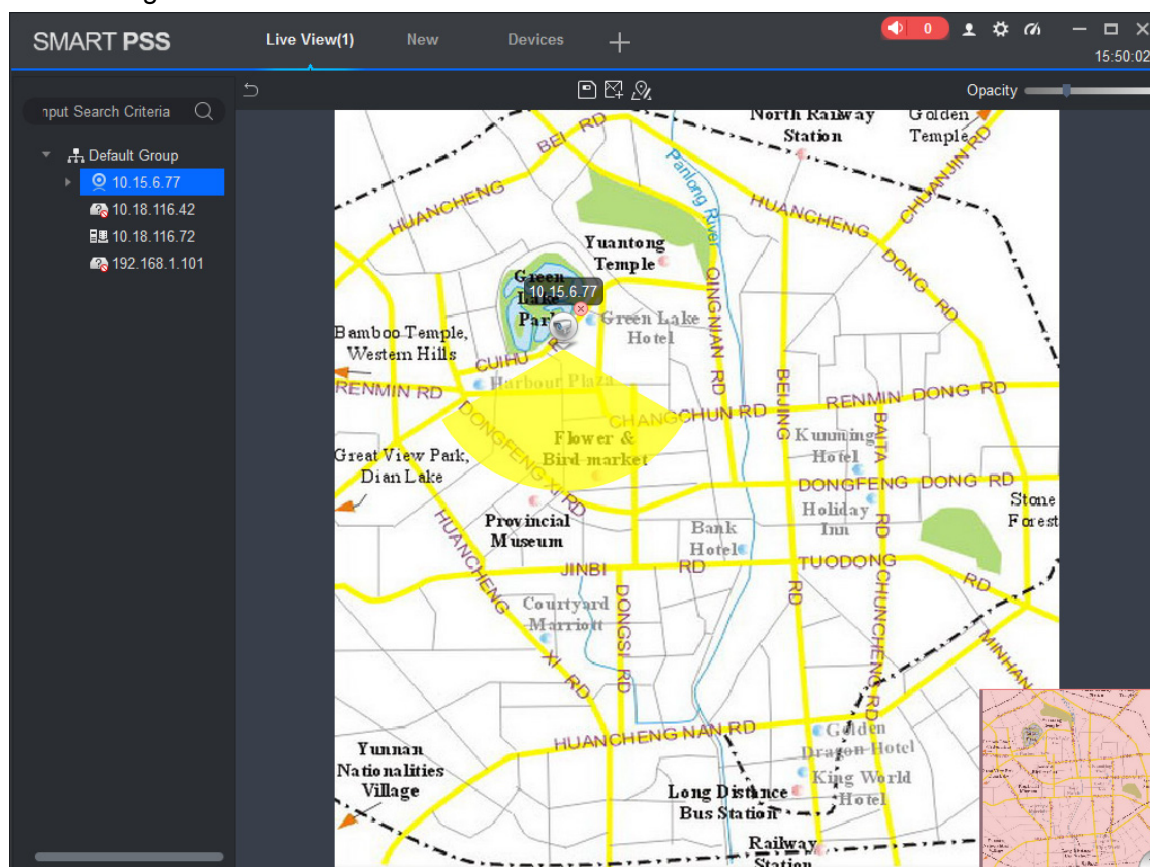 SMART PSS
Live View(1)
New
Devices
0
15:50:02
Opacity
nput Search Criteria
Default Group
10.15.6.77
10.18.116.42
10.18.116.72
192.168.1.101
North Railway
Station
Golden
Temple
BEI RD
HUANCHENG
Panlong River
HUANCHENG DONG RD
CHUANJIN RD
Yuantong
Temple
Green
Lake
Park
10.15.6.77
Green Lake
Hotel
QINGNIAN RD
Bamboo Temple,
Western Hills
CUIHU
Harbour Plaza
RENMIN RD
BEIJING RD
RENMIN DONG RD
CHANGCHUN RD
DONGFENG XI RD
Flower &
Bird market
Kunming
Hotel
BAITA RD
Great View Park,
Dian Lake
DONGFENG DONG RD
Stone
Forest
Holiday
Inn
Provincial
Museum
Bank
Hotel
HUANCHENG XI RD
JINBI RD
TUODONG RD
DONGSI RD
CHUNCHENG RD
Courtyard
Marriott
MINHAN
HUANCHENG NAN RD
Golden
Dragon Hotel
Yunnan
Nationalities
Village
King World
Hotel
Long Distance
Bus Station
Railway
Station